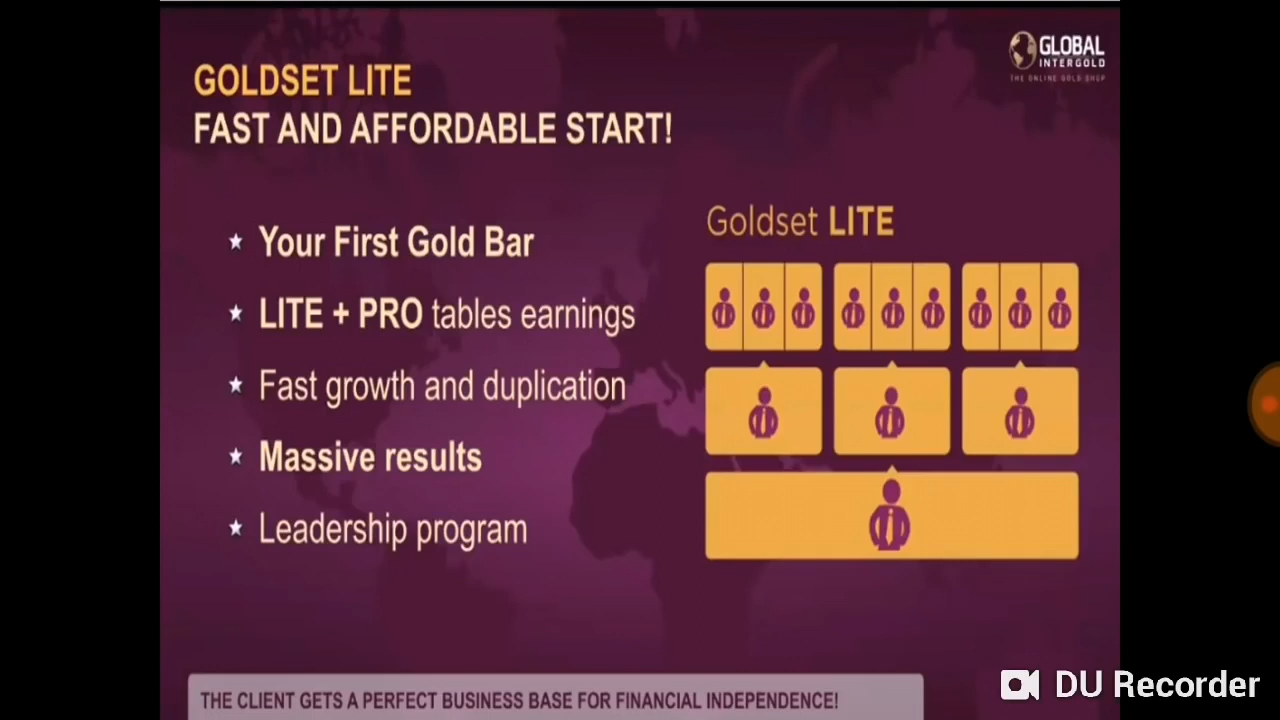 GOLDSET LITE
FAST AND AFFORDABLE START!
GLOBAL
INTERGOLD
THE ONLINE GOLD SHOP
Your First Gold Bar
LITE + PRO tables earnings
Fast growth and duplication
Massive results
Leadership program
Goldset LITE
THE CLIENT GETS A PERFECT BUSINESS BASE FOR FINANCIAL INDEPENDENCE!
DU Recorder